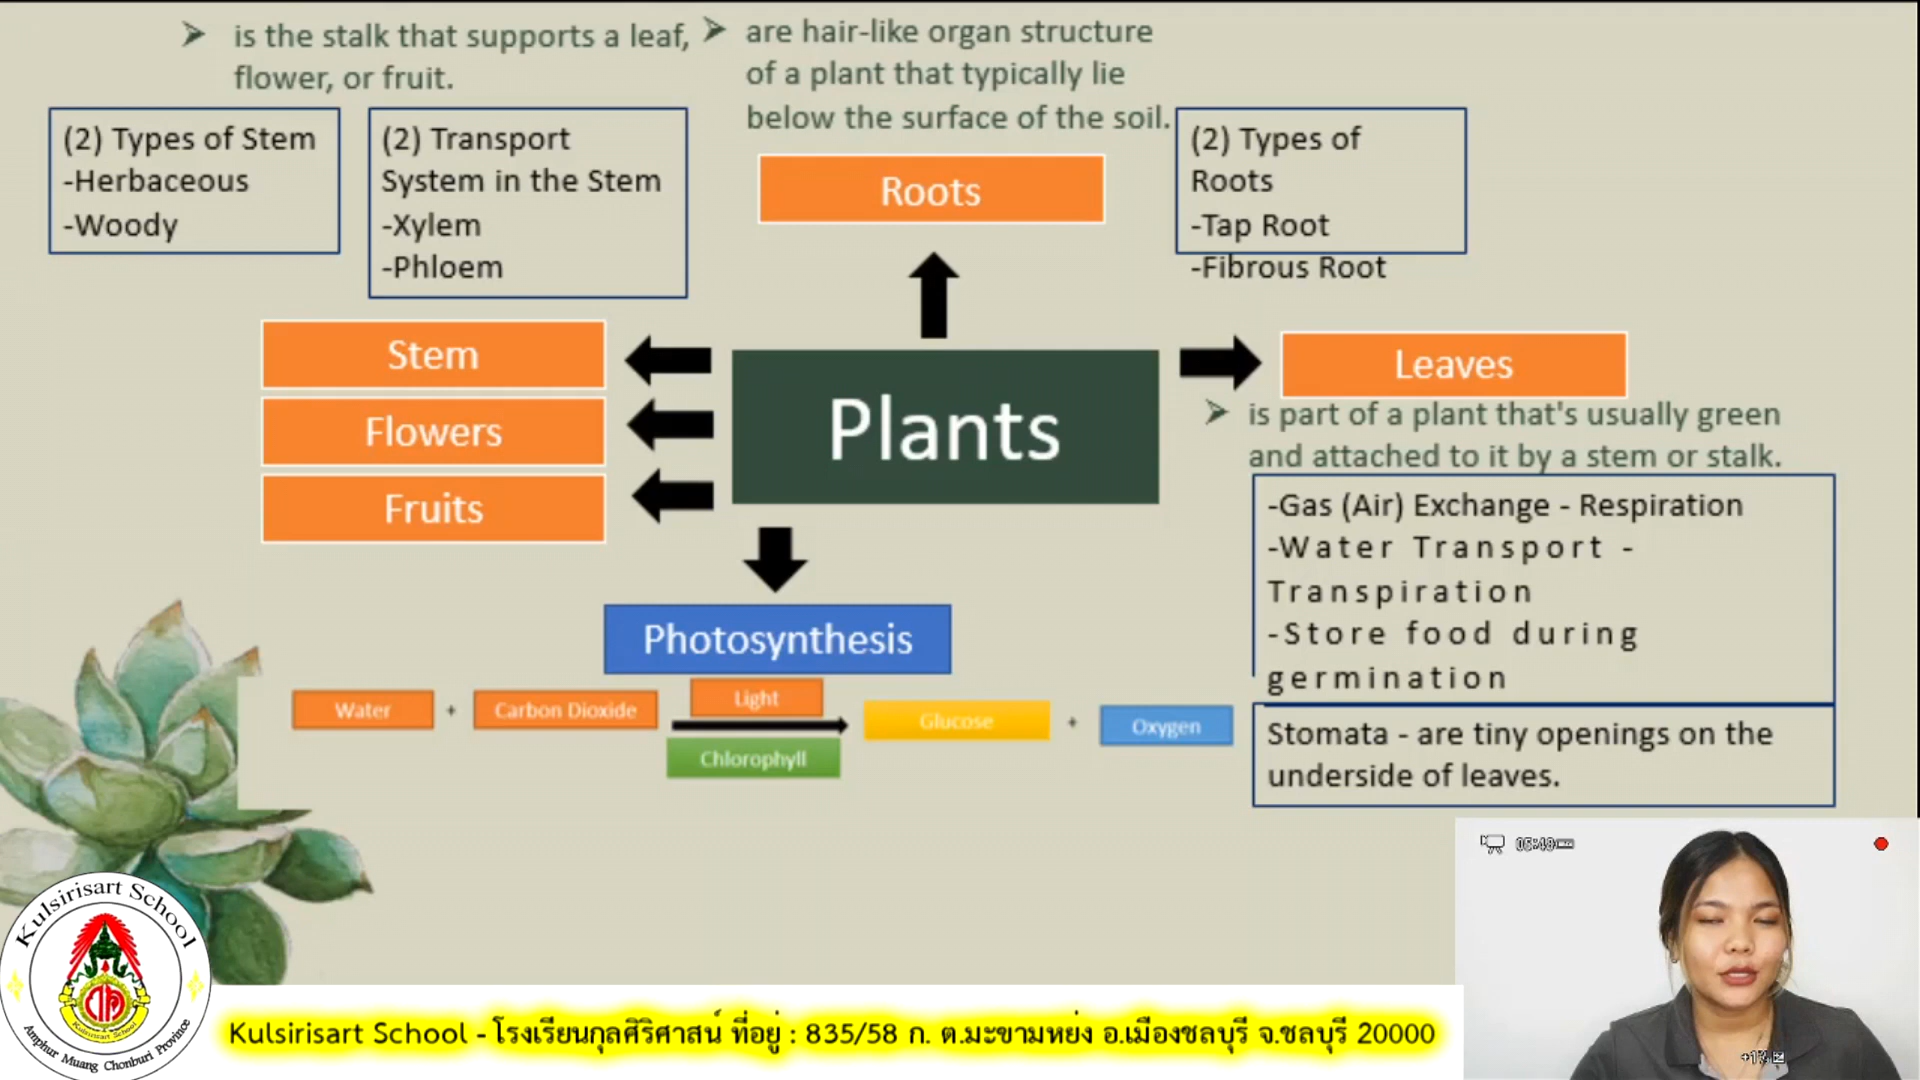 is the stalk that supports a leaf,
flower, or fruit.
are hair-like organ structure
of a plant that typically lie
below the surface of the soil.
(2) Types of Stem
-Herbaceous
-Woody
(2) Transport
System in the Stem
-Xylem
-Phloem
Roots
(2) Types of
Roots
-Tap Root
-Fibrous Root
Stem
Flowers
Fruits
Plants
Leaves
is part of a plant that's usually green
and attached to it by a stem or stalk.
-Gas (Air) Exchange - Respiration
-Water Transport -
Transpiration
-Store food during
germination
Stomata - are tiny openings on the
underside of leaves.
Photosynthesis
Water
+
Carbon Dioxide
Light
Chlorophyll
Glucose
+
Oxygen
Kulsirisart School
Kulsirisart School
Amphur Muang Chonburi Province
Kulsirisart School - โรงเรียนกุลศิริศาสน์ ที่อยู่ : 835/58 ก. ต.มะขามหย่ง อ.เมืองชลบุรี จ.ชลบุรี 20000